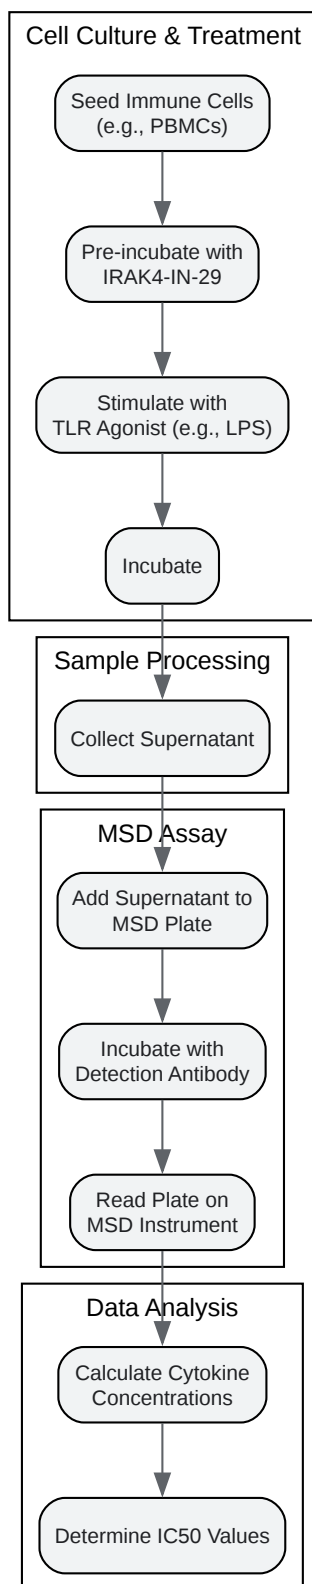 Cell Culture & Treatment
Seed Immune Cells
(e.g., PBMCs)
Pre-incubate with
IRAK4-IN-29
Stimulate with
TLR Agonist (e.g., LPS)
Incubate
Sample Processing
Collect Supernatant
MSD Assay
Add Supernatant to
MSD Plate
Incubate with
Detection Antibody
Read Plate on
MSD Instrument
Data Analysis
Calculate Cytokine
Concentrations
Determine IC50 Values